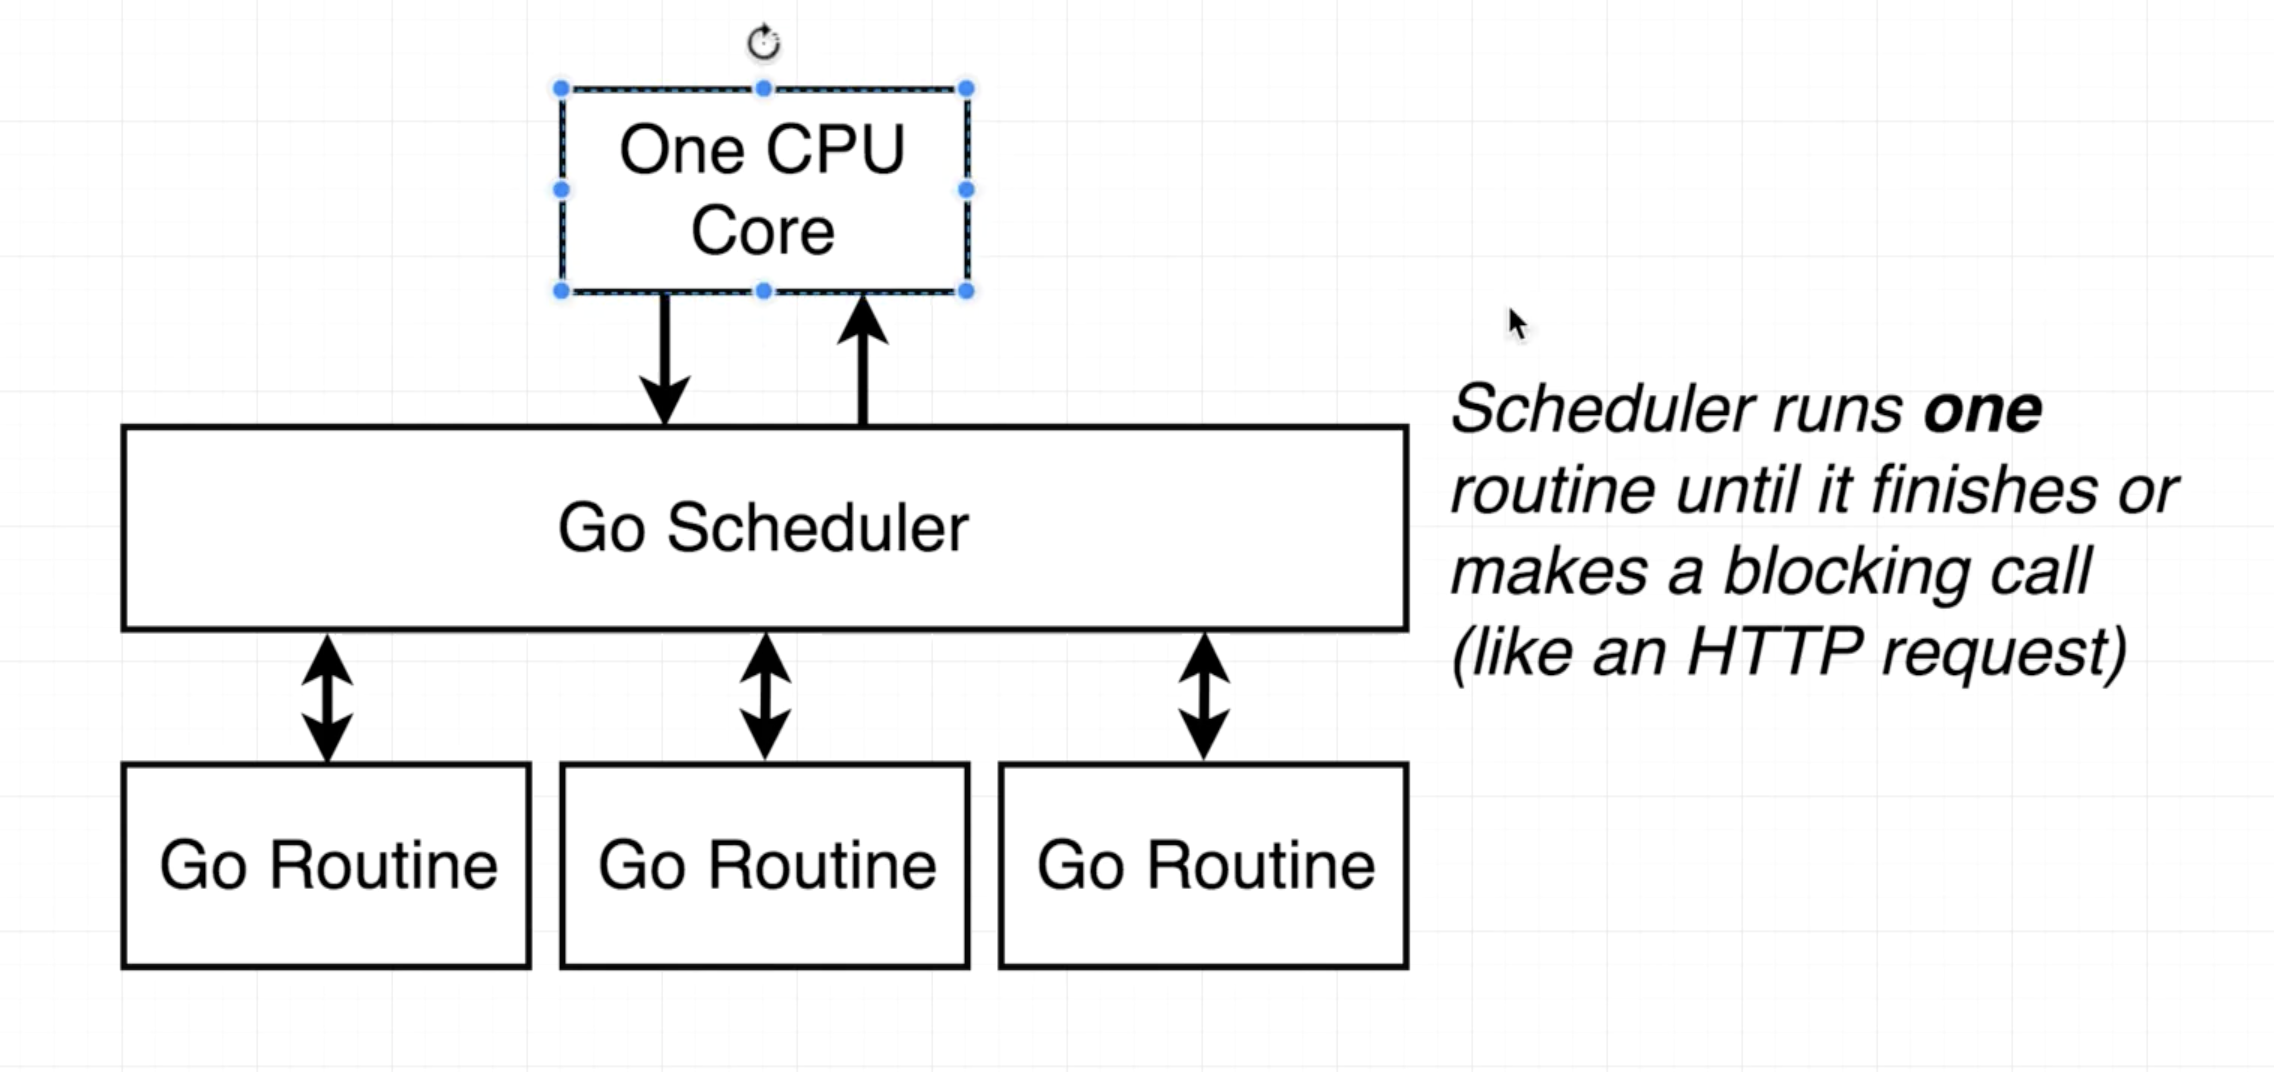 One CPU
Core
Go Scheduler
Scheduler runs one
routine until it finishes or
makes a blocking call
(like an HTTP request)
Go Routine
Go Routine
Go Routine